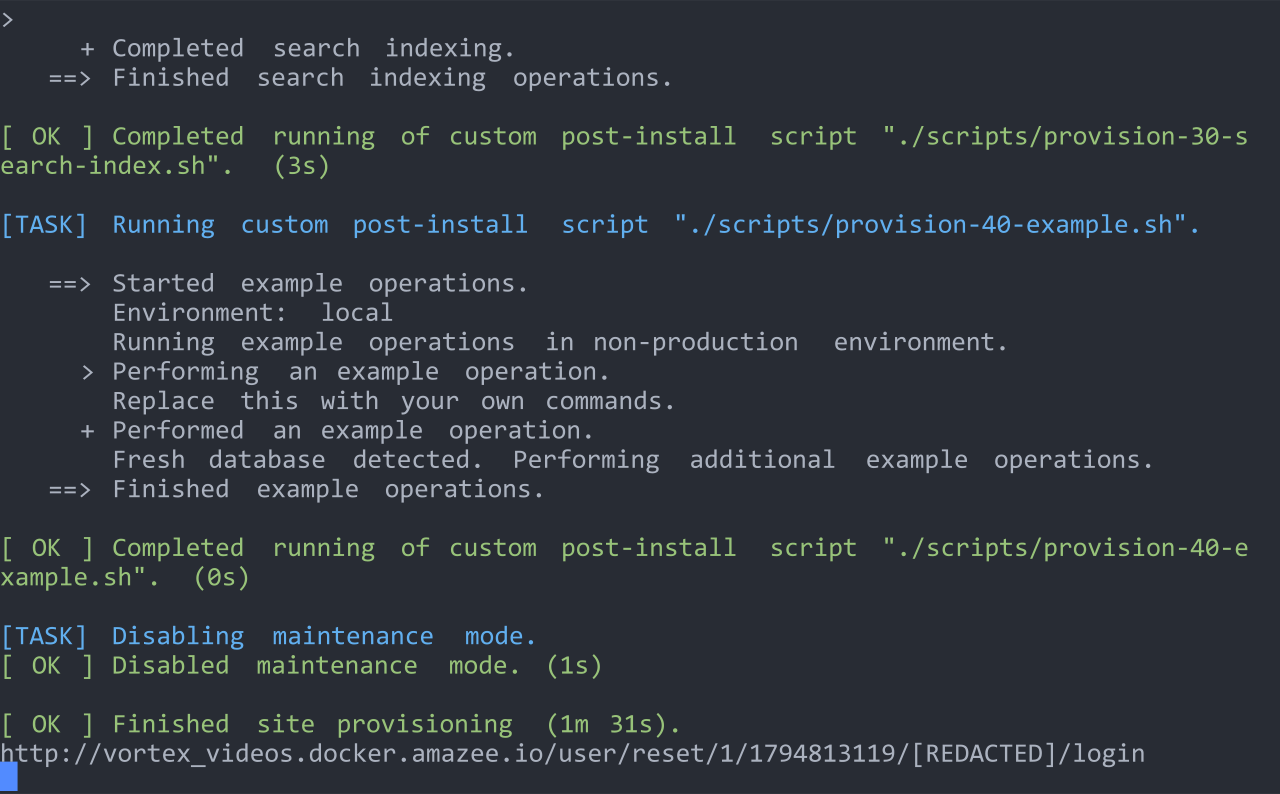 >
+ Completed search indexing.
==> Finished search indexing operations.
[ OK ] Completed running of custom post-install script "./scripts/provision-30-s
earch-index.sh". (3s)
[TASK] Running custom post-install script "./scripts/provision-40-example.sh".
==> Started example operations.
Environment: local
Running example operations in non-production environment.
> Performing an example operation.
Replace this with your own commands.
+ Performed an example operation.
Fresh database detected. Performing additional example operations.
==> Finished example operations.
[ OK ] Completed running of custom post-install script "./scripts/provision-40-e
xample.sh". (0s)
[TASK] Disabling maintenance mode.
[ OK ] Disabled maintenance mode. (1s)
[ OK ] Finished site provisioning (1m 31s).
http://vortex_videos.docker.amazee.io/user/reset/1/1794813119/[REDACTED]/login